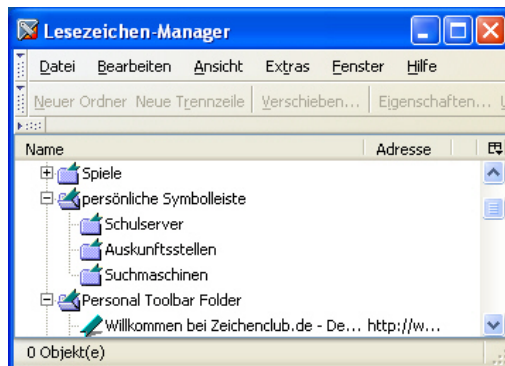 Lesezeichen-Manager
Datei Bearbeiten Ansicht Extras Fenster Hilfe
Neuer Ordner Neue Trennzeile Verschieben... Eigenschaften...
Name Adresse
Spiele
persönliche Symbolleiste
Schulserver
Auskunftsstellen
Suchmaschinen
Personal Toolbar Folder
Willkommen bei Zeichenclub.de - De... http://w...
0 Objekt(e)